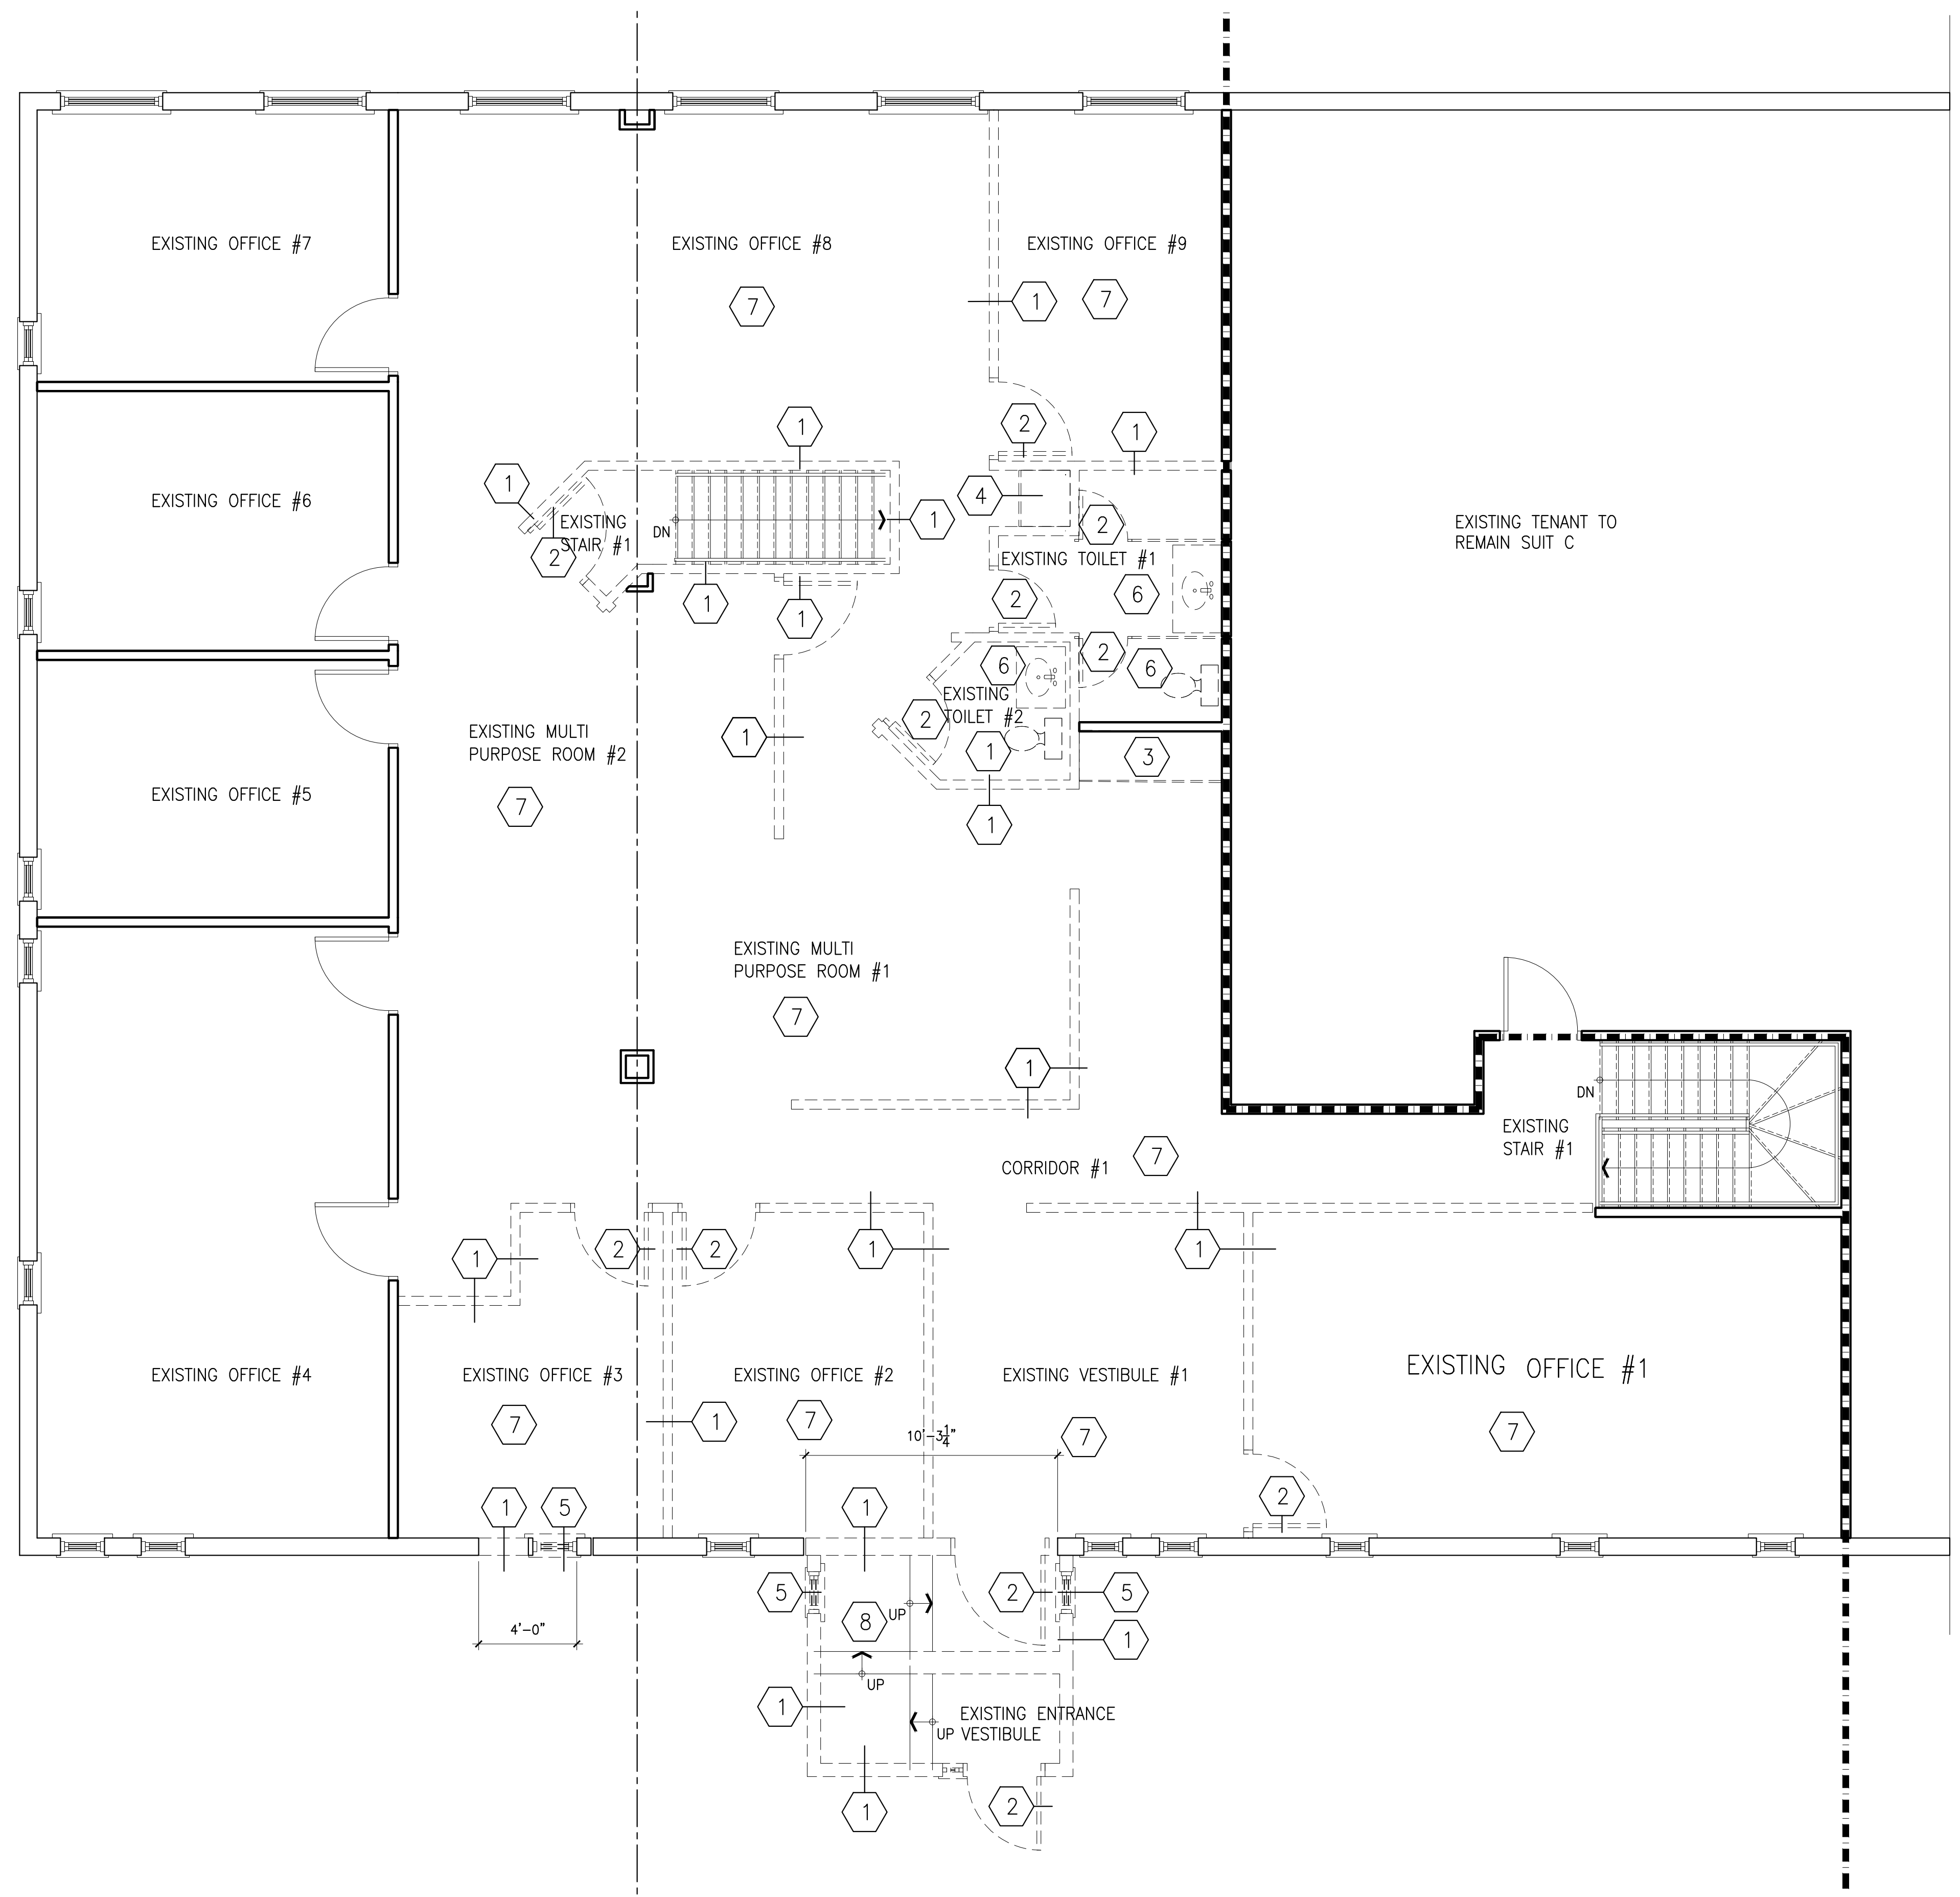 EXISTING OFFICE #7
EXISTING OFFICE #8
EXISTING OFFICE #9
7
1
7
1
2
1
1
4
1
EXISTING OFFICE #6
EXISTING
STAIR #1
DN
2
2
EXISTING TENANT TO
REMAIN SUIT C
EXISTING TOILET #1
1
1
2
6
6
2
6
EXISTING
TOILET #2
2
EXISTING MULTI
PURPOSE ROOM #2
1
1
3
EXISTING OFFICE #5
7
1
EXISTING MULTI
PURPOSE ROOM #1
7
1
DN
EXISTING
STAIR #1
CORRIDOR #1
7
1
2
2
1
1
EXISTING OFFICE #4
EXISTING OFFICE #3
EXISTING OFFICE #2
EXISTING VESTIBULE #1
EXISTING OFFICE #1
7
1
7
10'-3 1/4"
7
7
1
5
1
2
5
2
5
8
UP
4'-0"
1
UP
1
EXISTING ENTRANCE
UP VESTIBULE
1
2